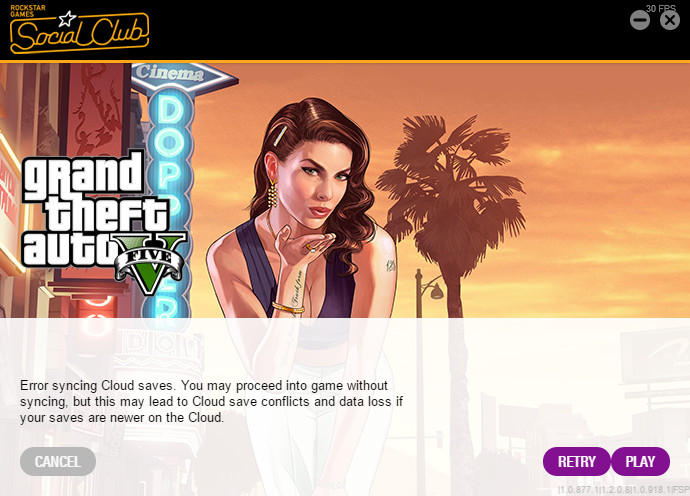 30 FPS
ROCKSTAR
GAMES
Social Club
Cinema
DOPPLER
grand
theft
auto
FIVE
Error syncing Cloud saves. You may proceed into game without
syncing, but this may lead to Cloud save conflicts and data loss if
your saves are newer on the Cloud.
CANCEL
RETRY
PLAY
|1.0.877.1|1.2.0.8|1.0.918.1|FSP